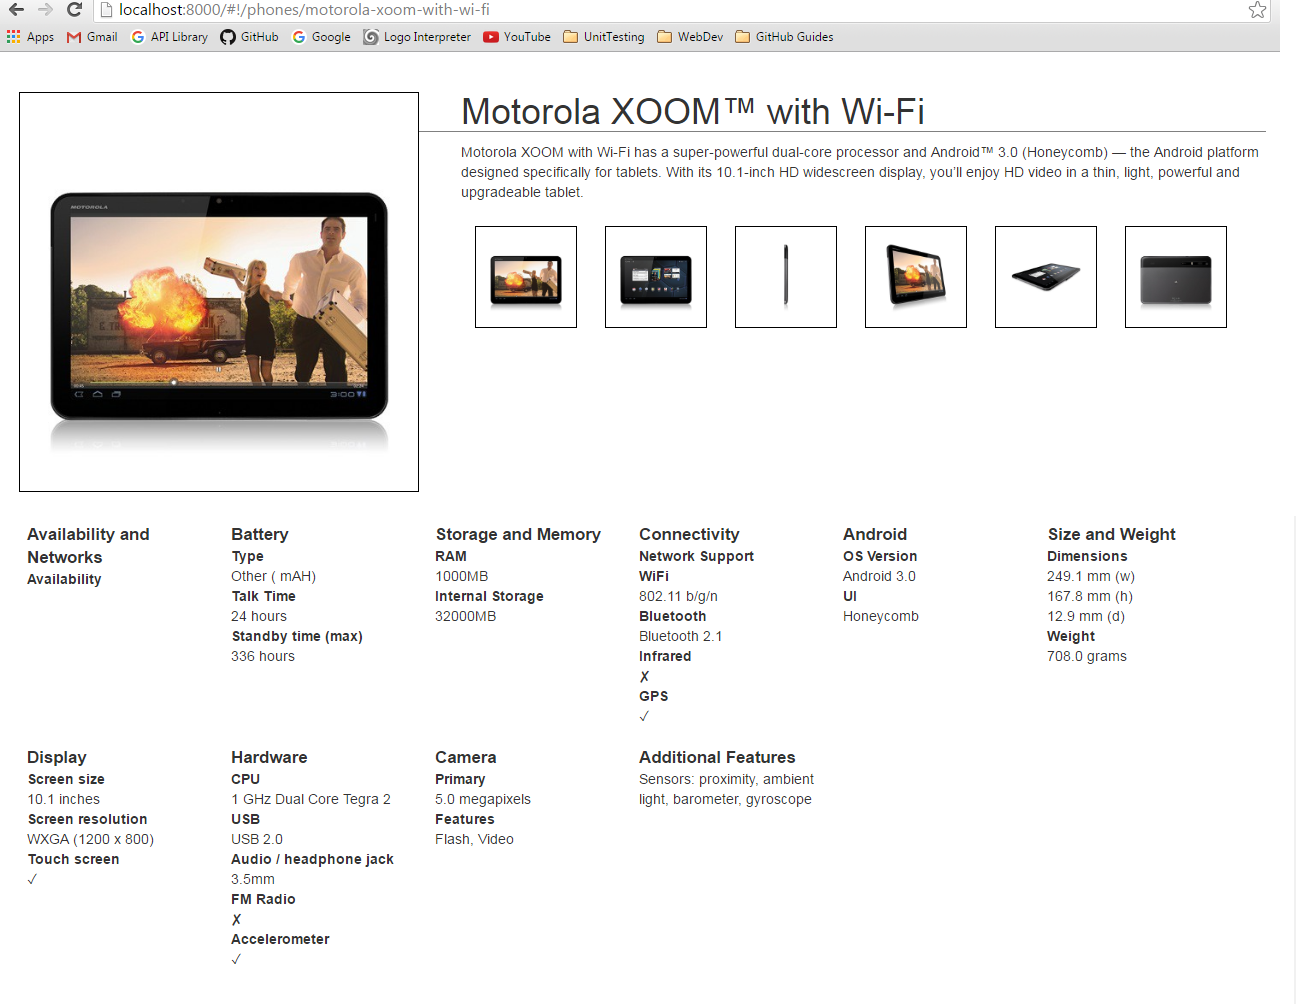 localhost:8000/#!/phones/motorola-xoom-with-wi-fi
Apps Gmail API Library GitHub Google Logo Interpreter YouTube UnitTesting WebDev GitHub Guides
Motorola XOOM™ with Wi-Fi
Motorola XOOM with Wi-Fi has a super-powerful dual-core processor and Android™ 3.0 (Honeycomb) — the Android platform
designed specifically for tablets. With its 10.1-inch HD widescreen display, you’ll enjoy HD video in a thin, light, powerful and
upgradeable tablet.
MOTOROLA
3:00
Availability and
Networks
Availability
Battery
Type
Other ( mAH)
Talk Time
24 hours
Standby time (max)
336 hours
Storage and Memory
RAM
1000MB
Internal Storage
32000MB
Connectivity
Network Support
WiFi
802.11 b/g/n
Bluetooth
Bluetooth 2.1
Infrared
✗
GPS
✓
Android
OS Version
Android 3.0
UI
Honeycomb
Size and Weight
Dimensions
249.1 mm (w)
167.8 mm (h)
12.9 mm (d)
Weight
708.0 grams
Display
Screen size
10.1 inches
Screen resolution
WXGA (1200 x 800)
Touch screen
✓
Hardware
CPU
1 GHz Dual Core Tegra 2
USB
USB 2.0
Audio / headphone jack
3.5mm
FM Radio
✗
Accelerometer
✓
Camera
Primary
5.0 megapixels
Features
Flash, Video
Additional Features
Sensors: proximity, ambient
light, barometer, gyroscope